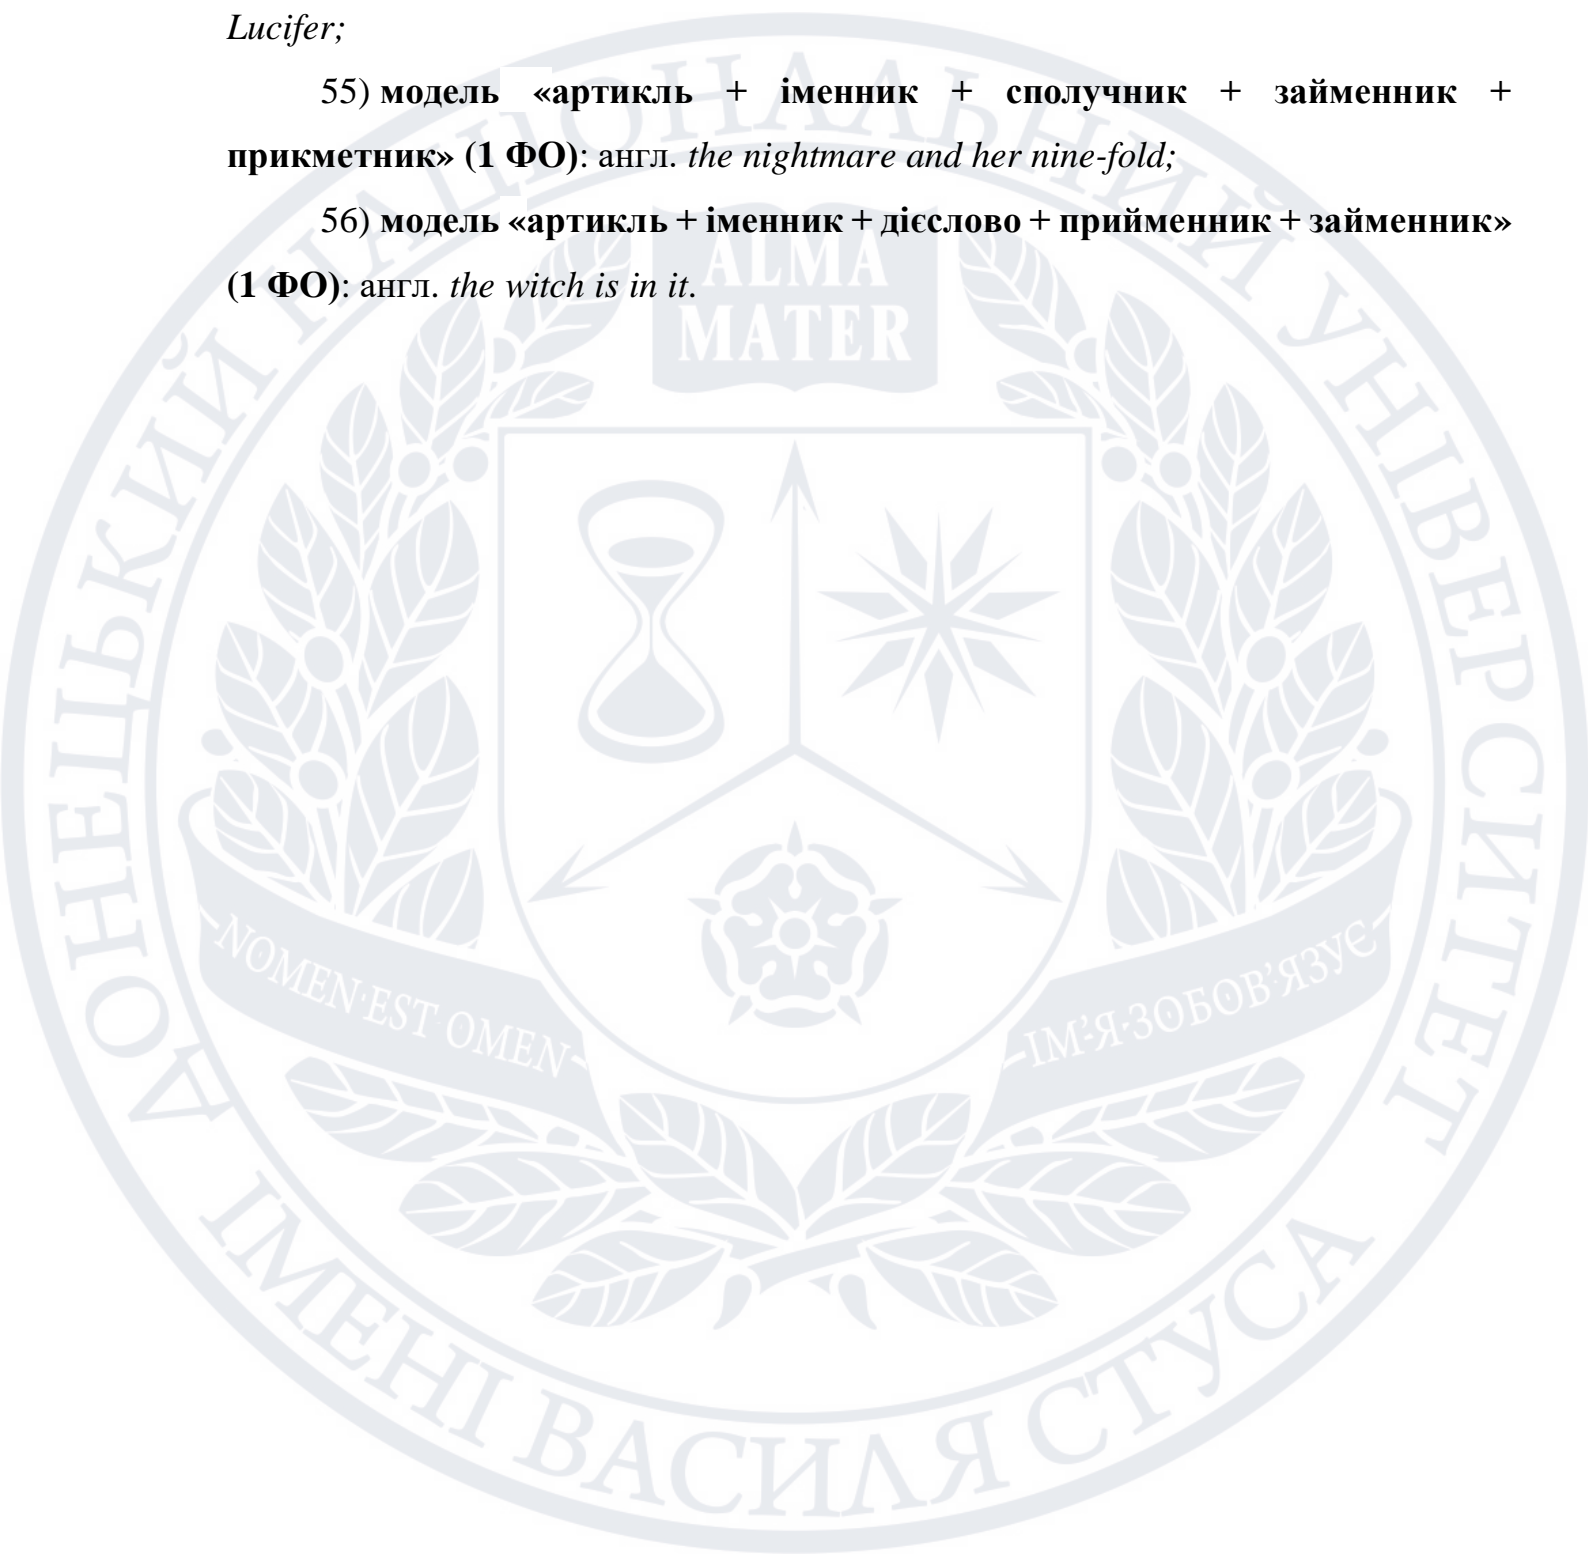 Lucifer;
55) модель «артикль + іменник + сполучник + займенник +
прикметник» (1 ФО): англ. the nightmare and her nine-fold;
56) модель «артикль + іменник + дієслово + прийменник + займенник»
(1 ФО): англ. the witch is in it.
ДОНЕЦЬКИЙ НАЦІОНАЛЬНИЙ УНІВЕРСИТЕТ
ALMA
MATER
NOMEN EST OMEN
ІМ'Я ЗОБОВ'ЯЗУЄ
ІМЕНІ ВАСИЛЯ СТУСА